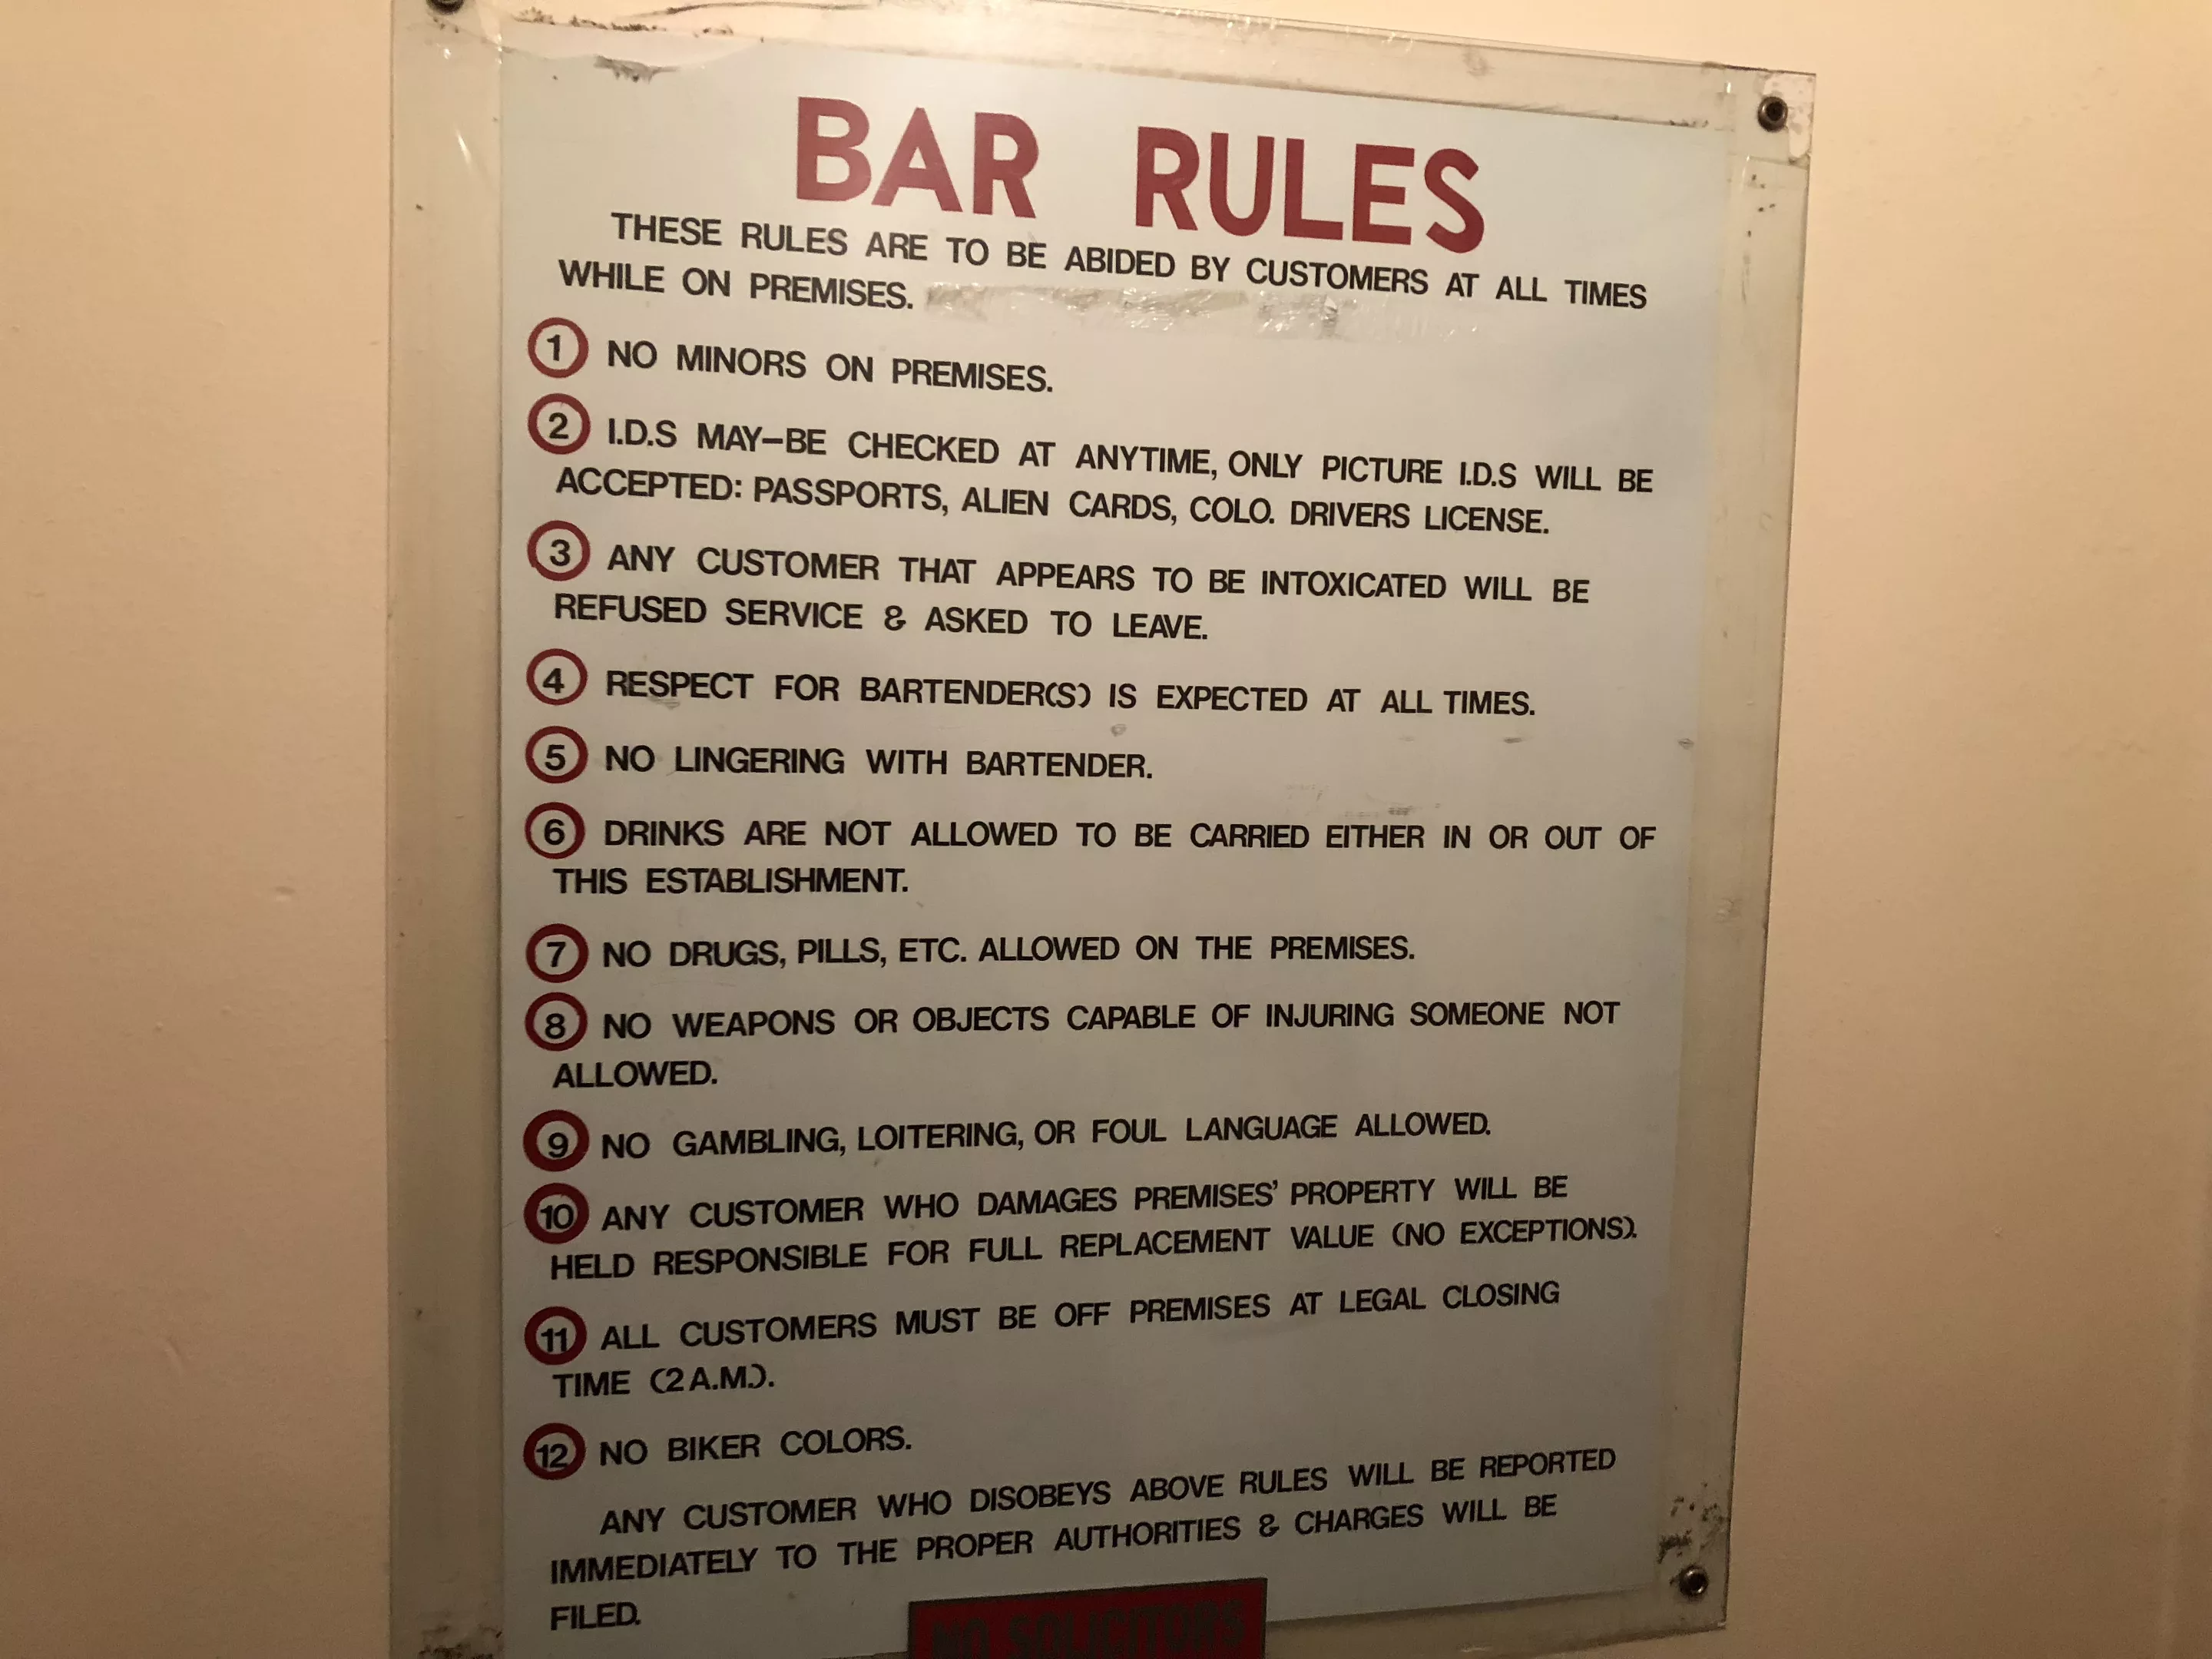 BAR RULES
THESE RULES ARE TO BE ABIDED BY CUSTOMERS AT ALL TIMES
WHILE ON PREMISES.
1 NO MINORS ON PREMISES.
2 I.D.S MAY-BE CHECKED AT ANYTIME, ONLY PICTURE I.D.S WILL BE
ACCEPTED: PASSPORTS, ALIEN CARDS, COLO. DRIVERS LICENSE.
3 ANY CUSTOMER THAT APPEARS TO BE INTOXICATED WILL BE
REFUSED SERVICE & ASKED TO LEAVE.
4 RESPECT FOR BARTENDER(S) IS EXPECTED AT ALL TIMES.
5 NO LINGERING WITH BARTENDER.
6 DRINKS ARE NOT ALLOWED TO BE CARRIED EITHER IN OR OUT OF
THIS ESTABLISHMENT.
7 NO DRUGS, PILLS, ETC. ALLOWED ON THE PREMISES.
8 NO WEAPONS OR OBJECTS CAPABLE OF INJURING SOMEONE NOT
ALLOWED.
9 NO GAMBLING, LOITERING, OR FOUL LANGUAGE ALLOWED.
10 ANY CUSTOMER WHO DAMAGES PREMISES' PROPERTY WILL BE
HELD RESPONSIBLE FOR FULL REPLACEMENT VALUE (NO EXCEPTIONS).
11 ALL CUSTOMERS MUST BE OFF PREMISES AT LEGAL CLOSING
TIME (2 A.M.).
12 NO BIKER COLORS.
ANY CUSTOMER WHO DISOBEYS ABOVE RULES WILL BE REPORTED
IMMEDIATELY TO THE PROPER AUTHORITIES & CHARGES WILL BE
FILED.
NO SOLICITORS